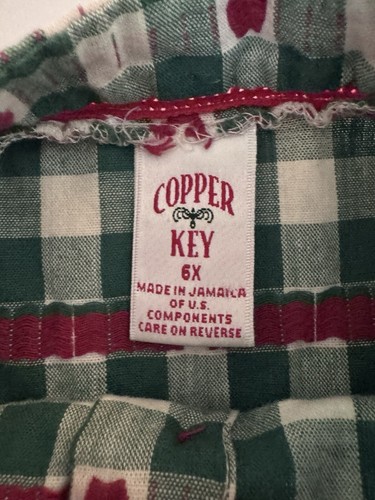 COPPER
KEY
6X
MADE IN JAMAICA
OF U.S.
COMPONENTS
CARE ON REVERSE